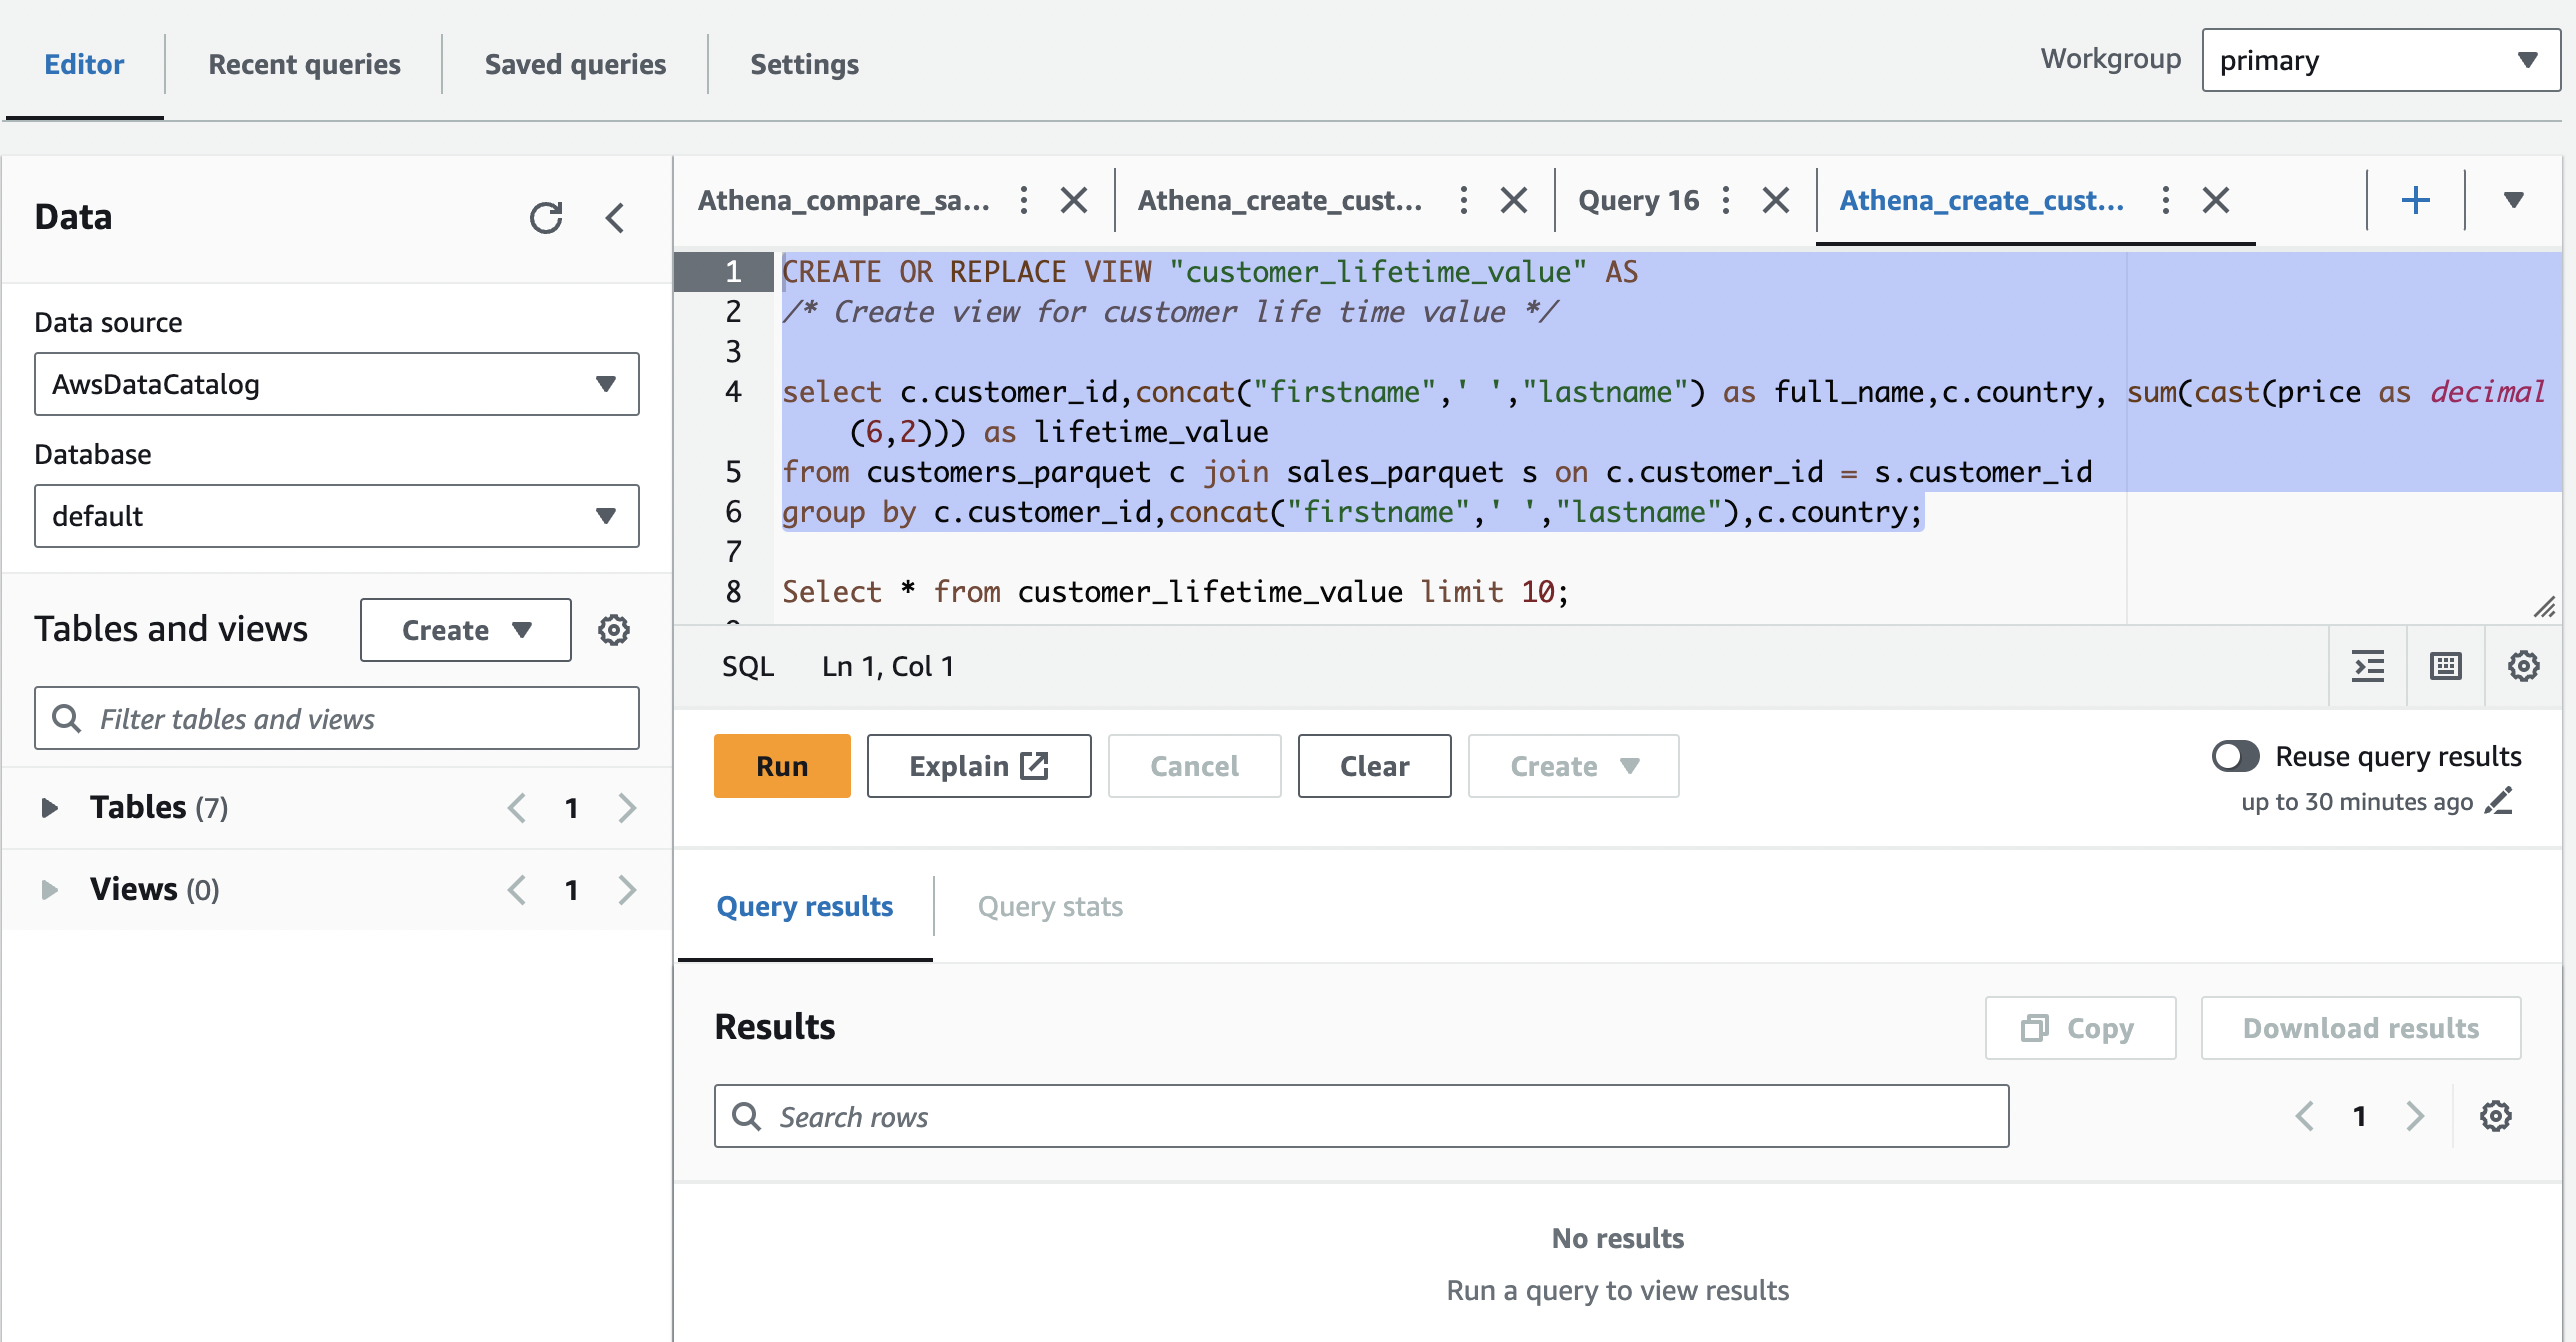 Editor
Recent queries
Saved queries
Settings
Workgroup
primary
Data
Data source
AwsDataCatalog
Database
default
Tables and views
Create
Filter tables and views
Tables (7)
1
Views (0)
1
Athena_compare_sa...
Athena_create_cust...
Query 16
Athena_create_cust...
1 CREATE OR REPLACE VIEW "customer_lifetime_value" AS
2 /* Create view for customer life time value */
3
4 select c.customer_id,concat("firstname",' ',"lastname") as full_name,c.country, sum(cast(price as decimal
(6,2))) as lifetime_value
5 from customers_parquet c join sales_parquet s on c.customer_id = s.customer_id
6 group by c.customer_id,concat("firstname",' ',"lastname"),c.country;
7
8 Select * from customer_lifetime_value limit 10;
SQL Ln 1, Col 1
Run
Explain
Cancel
Clear
Create
Reuse query results
up to 30 minutes ago
Query results
Query stats
Results
Copy
Download results
Search rows
1
No results
Run a query to view results